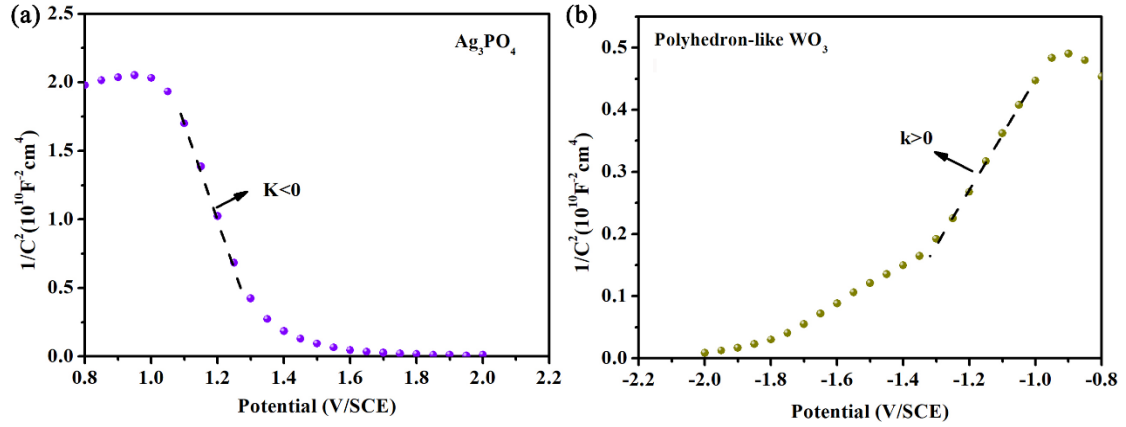 (a)
Ag₃PO₄
K<0
2.5
2.0
1.5
1.0
0.5
0.0
1/C²(10¹⁰F⁻²cm⁴)
0.8 1.0 1.2 1.4 1.6 1.8 2.0 2.2
Potential (V/SCE)
(b)
Polyhedron-like WO₃
k>0
0.5
0.4
0.3
0.2
0.1
0.0
1/C²(10¹⁰F⁻²cm⁴)
-2.2 -2.0 -1.8 -1.6 -1.4 -1.2 -1.0 -0.8
Potential (V/SCE)